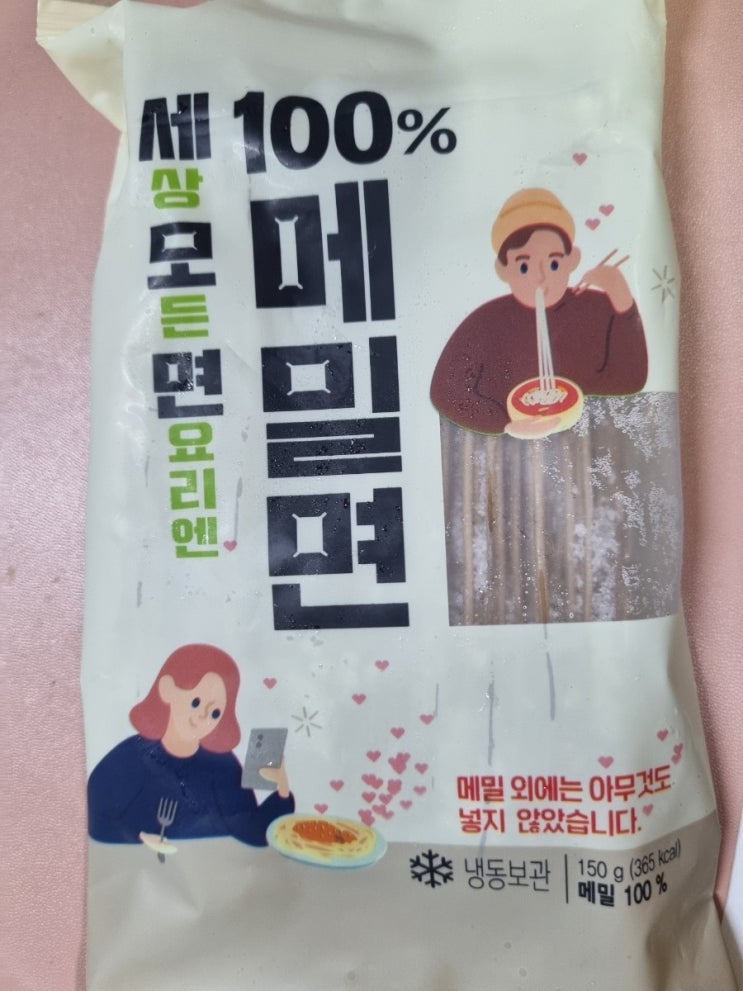 세상모든면요리엔
100%
메밀면
메밀 외에는 아무것도
넣지 않았습니다.
냉동보관
150 g (365 kcal)
메밀 100 %